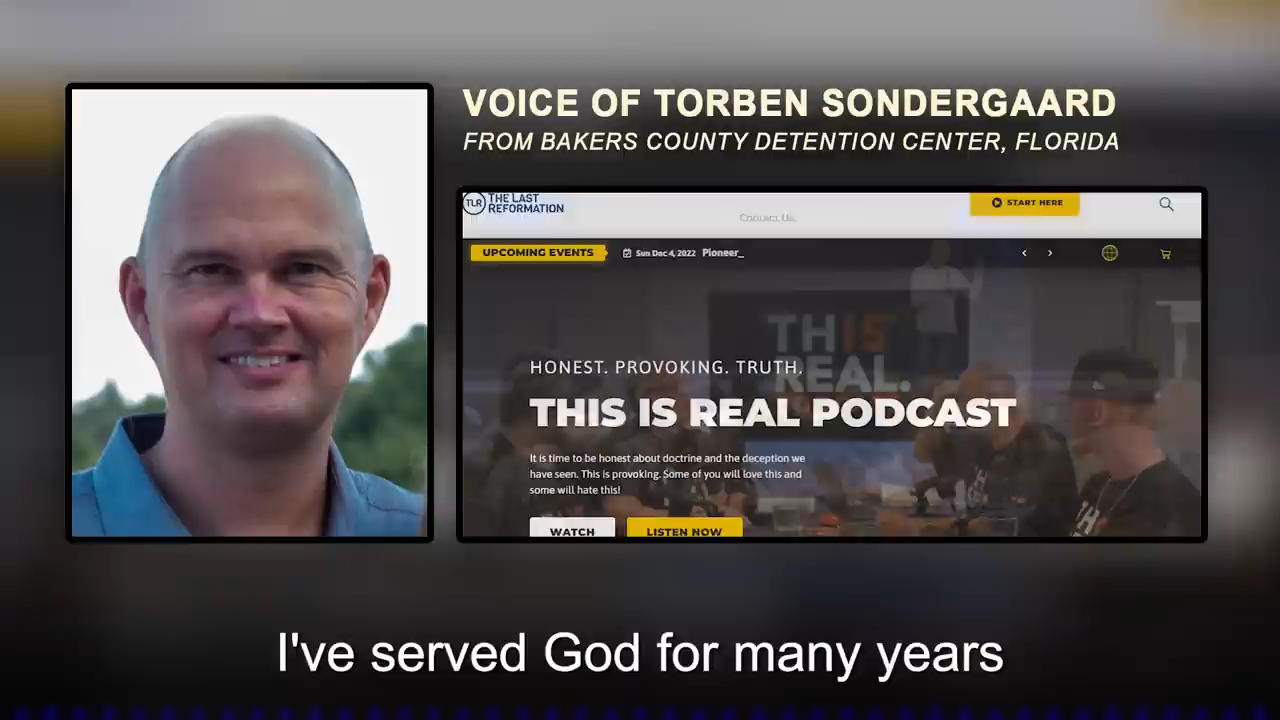 VOICE OF TORBEN SONDERGAARD
FROM BAKERS COUNTY DETENTION CENTER, FLORIDA
TLR THE LAST
REFORMATION
START HERE
Contact Us
UPCOMING EVENTS
Sun Dec 4, 2022 Pioneer_
TH IS
REAL.
HONEST. PROVOKING. TRUTH.
THIS IS REAL PODCAST
It is time to be honest about doctrine and the deception we
have seen. This is provoking. Some of you will love this and
some will hate this!
WATCH
LISTEN NOW
I've served God for many years